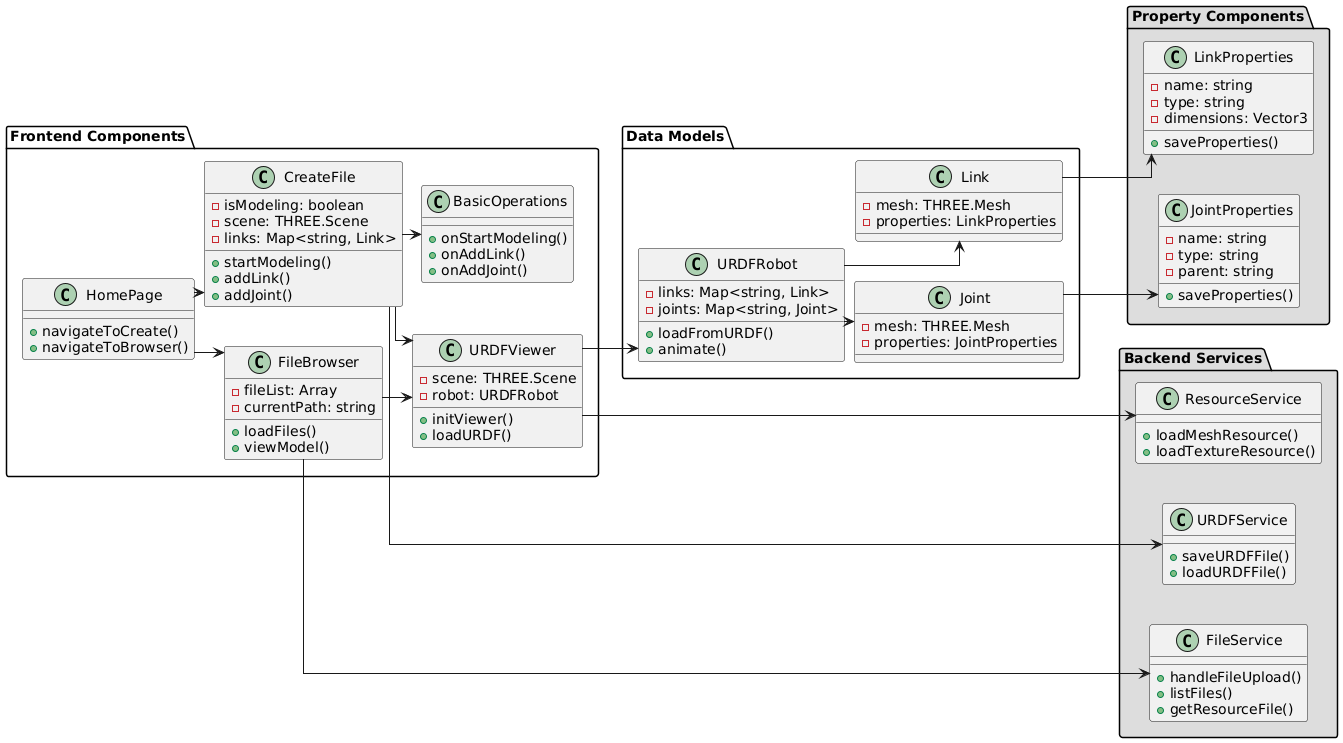 Frontend Components
HomePage
navigateToCreate()
navigateToBrowser()
CreateFile
isModeling: boolean
scene: THREE.Scene
links: Map<string, Link>
startModeling()
addLink()
addJoint()
BasicOperations
onStartModeling()
onAddLink()
onAddJoint()
FileBrowser
fileList: Array
currentPath: string
loadFiles()
viewModel()
URDFViewer
scene: THREE.Scene
robot: URDFRobot
initViewer()
loadURDF()
Data Models
URDFRobot
links: Map<string, Link>
joints: Map<string, Joint>
loadFromURDF()
animate()
Link
mesh: THREE.Mesh
properties: LinkProperties
Joint
mesh: THREE.Mesh
properties: JointProperties
Property Components
LinkProperties
name: string
type: string
dimensions: Vector3
saveProperties()
JointProperties
name: string
type: string
parent: string
saveProperties()
Backend Services
ResourceService
loadMeshResource()
loadTextureResource()
URDFService
saveURDFFile()
loadURDFFile()
FileService
handleFileUpload()
listFiles()
getResourceFile()